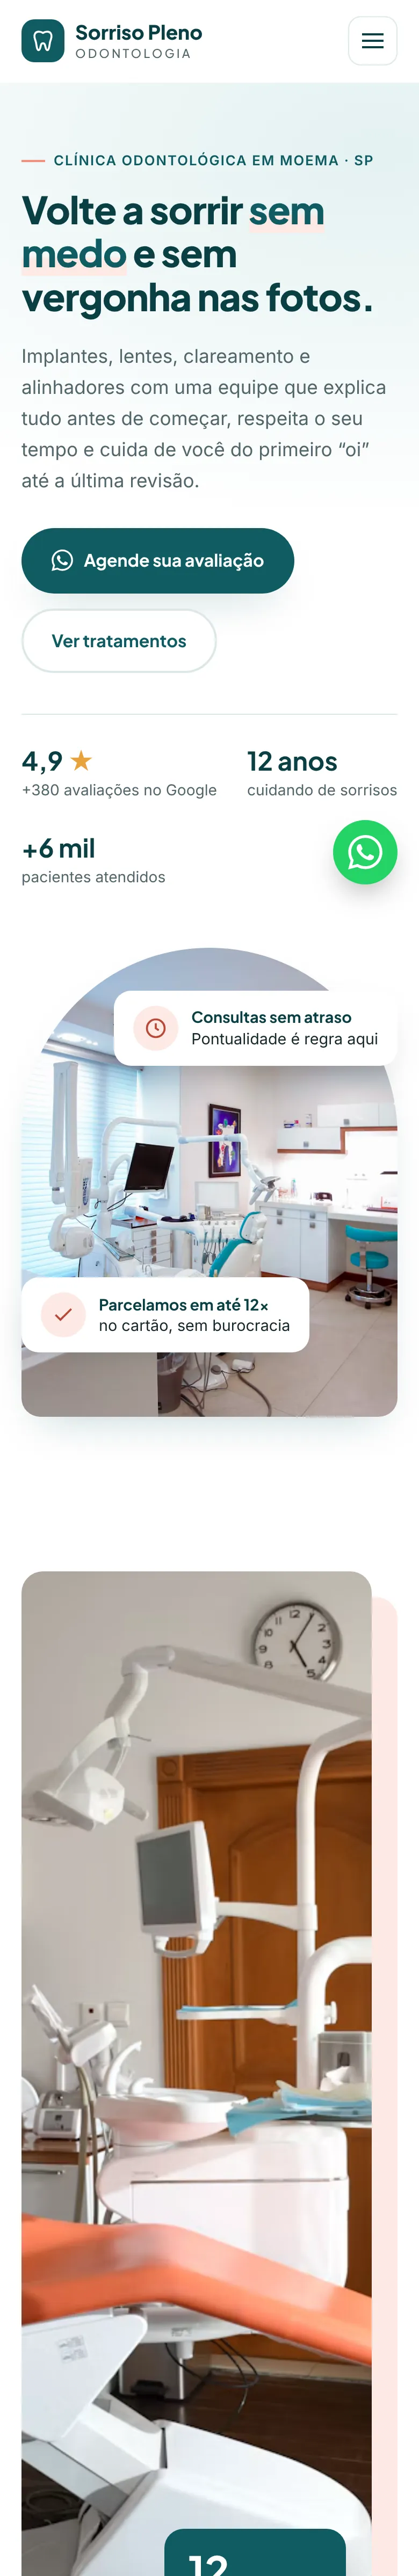 Sorriso Pleno
ODONTOLOGIA
CLÍNICA ODONTOLÓGICA EM MOEMA · SP
Volte a sorrir sem
medo e sem
vergonha nas fotos.
Implantes, lentes, clareamento e
alinhadores com uma equipe que explica
tudo antes de começar, respeita o seu
tempo e cuida de você do primeiro “oi”
até a última revisão.
Agende sua avaliação
Ver tratamentos
4,9 ★
+380 avaliações no Google
12 anos
cuidando de sorrisos
+6 mil
pacientes atendidos
Consultas sem atraso
Pontualidade é regra aqui
Parcelamos em até 12×
no cartão, sem burocracia
12